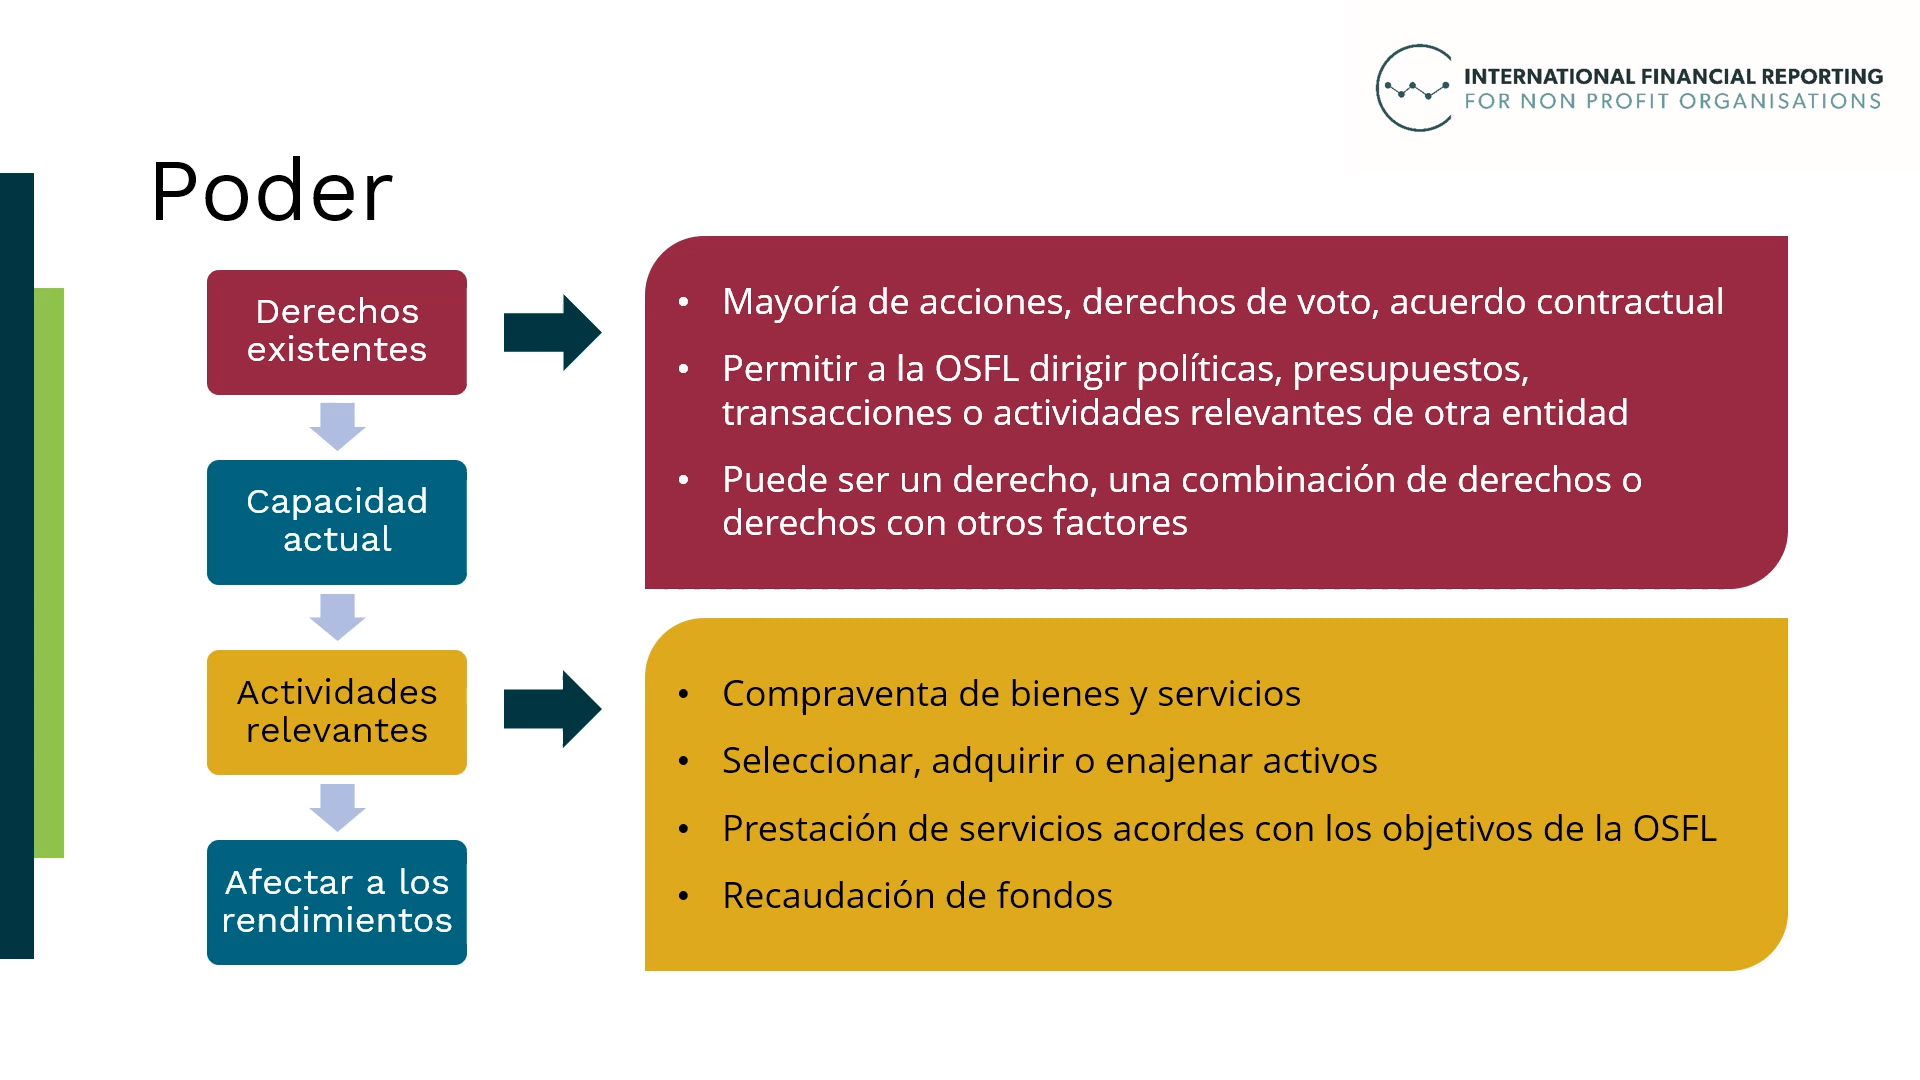 INTERNATIONAL FINANCIAL REPORTING
FOR NON PROFIT ORGANISATIONS
Poder
Derechos
existentes
• Mayoría de acciones, derechos de voto, acuerdo contractual
• Permitir a la OSFL dirigir políticas, presupuestos,
transacciones o actividades relevantes de otra entidad
• Puede ser un derecho, una combinación de derechos o
derechos con otros factores
Capacidad
actual
Actividades
relevantes
• Compraventa de bienes y servicios
• Seleccionar, adquirir o enajenar activos
• Prestación de servicios acordes con los objetivos de la OSFL
• Recaudación de fondos
Afectar a los
rendimientos